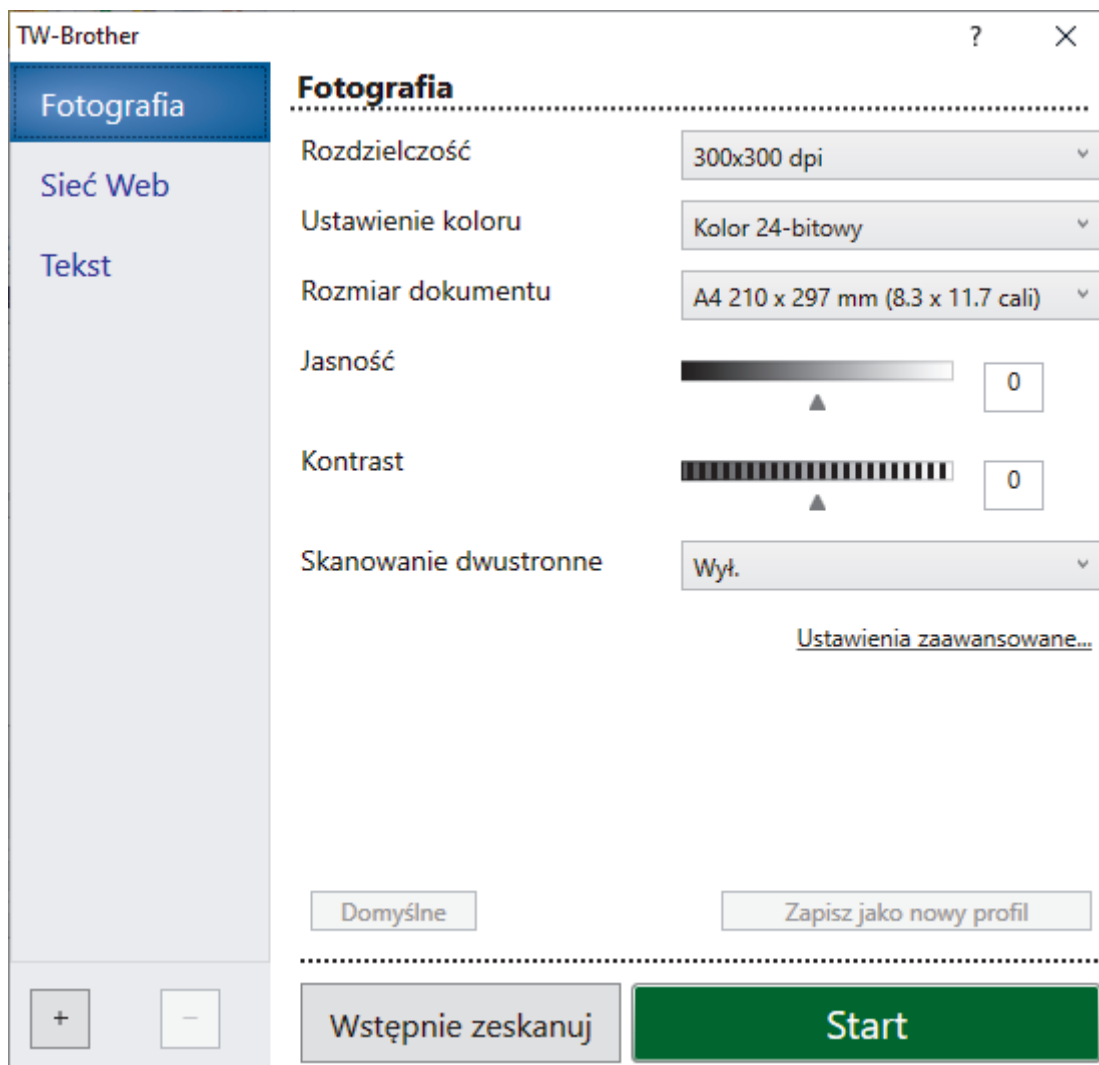 TW-Brother ? ×
Fotografia
Sieć Web
Tekst
Fotografia
Rozdzielczość 300x300 dpi
Ustawienie koloru Kolor 24-bitowy
Rozmiar dokumentu A4 210 x 297 mm (8.3 x 11.7 cali)
Jasność 0
Kontrast 0
Skanowanie dwustronne Wył.
Ustawienia zaawansowane...
Domyślne Zapisz jako nowy profil
+ − Wstępnie zeskanuj Start